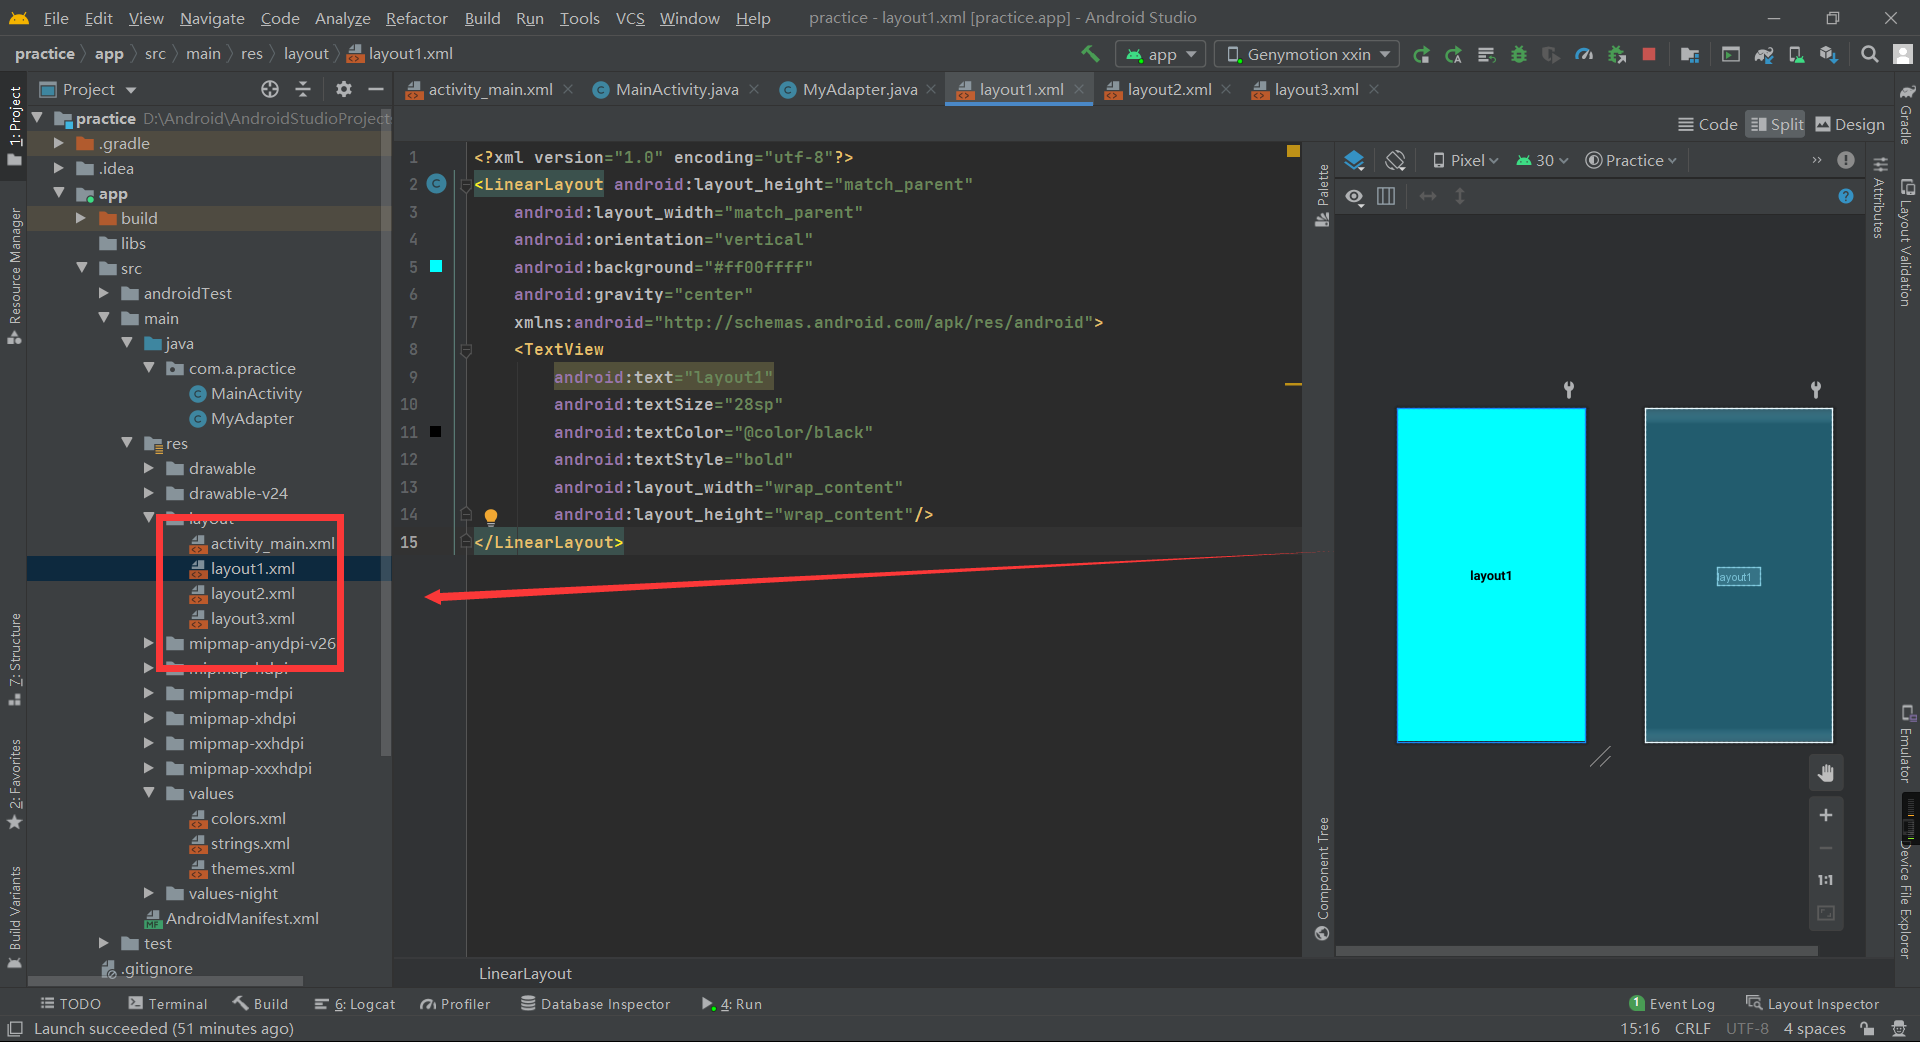 File Edit View Navigate Code Analyze Refactor Build Run Tools VCS Window Help practice - layout1.xml [practice.app] - Android Studio
practice app src main res layout layout1.xml app Genymotion xxin
Project activity_main.xml MainActivity.java MyAdapter.java layout1.xml layout2.xml layout3.xml
Code Split Design
Pixel 30 Practice
1: Project
Resource Manager
7: Structure
2: Favorites
Build Variants
practice D:\Android\AndroidStudioProject
.gradle
.idea
app
build
libs
src
androidTest
main
java
com.a.practice
MainActivity
MyAdapter
res
drawable
drawable-v24
layout
activity_main.xml
layout1.xml
layout2.xml
layout3.xml
mipmap-anydpi-v26
mipmap-hdpi
mipmap-mdpi
mipmap-xhdpi
mipmap-xxhdpi
mipmap-xxxhdpi
values
colors.xml
strings.xml
themes.xml
values-night
AndroidManifest.xml
test
.gitignore
1 <?xml version="1.0" encoding="utf-8"?>
2 <LinearLayout android:layout_height="match_parent"
3 android:layout_width="match_parent"
4 android:orientation="vertical"
5 android:background="#ff00ffff"
6 android:gravity="center"
7 xmlns:android="http://schemas.android.com/apk/res/android">
8 <TextView
9 android:text="layout1"
10 android:textSize="28sp"
11 android:textColor="@color/black"
12 android:textStyle="bold"
13 android:layout_width="wrap_content"
14 android:layout_height="wrap_content"/>
15 </LinearLayout>
LinearLayout
Palette
Component Tree
layout1
layout1
1:1
Attributes
Gradle
Layout Validation
Emulator
Device File Explorer
TODO Terminal Build 6: Logcat Profiler Database Inspector 4: Run 1 Event Log Layout Inspector
Launch succeeded (51 minutes ago) 15:16 CRLF UTF-8 4 spaces